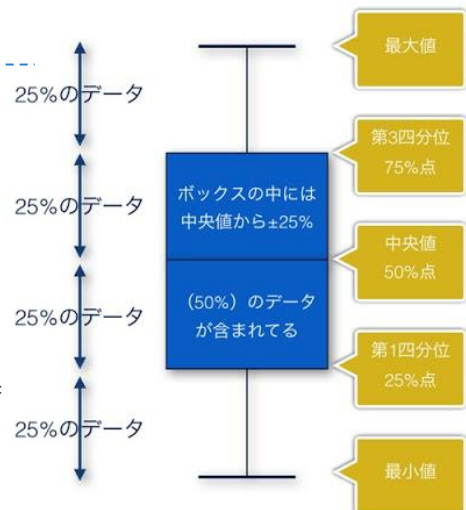 25%のデータ
25%のデータ
25%のデータ
25%のデータ
ボックスの中には
中央値から±25%
（50%）のデータ
が含まれてる
最大値
第3四分位
75%点
中央値
50%点
第1四分位
25%点
最小値